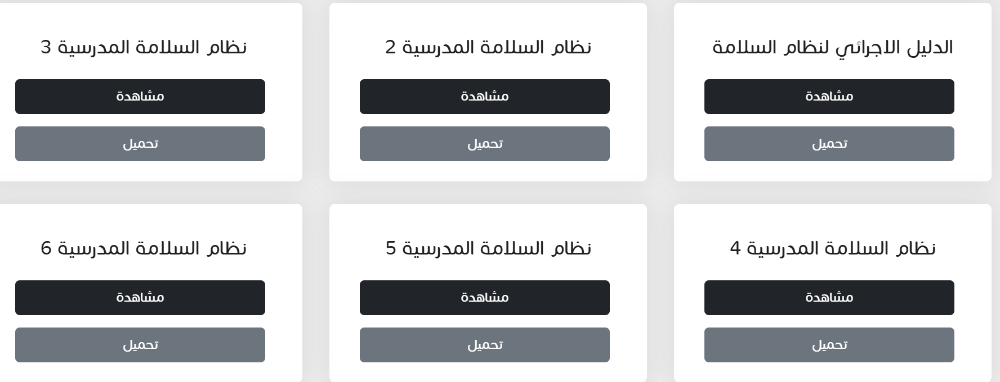 الدليل الاجرائي لنظام السلامة
مشاهدة
تحميل
نظام السلامة المدرسية 2
مشاهدة
تحميل
نظام السلامة المدرسية 3
مشاهدة
تحميل
نظام السلامة المدرسية 4
مشاهدة
تحميل
نظام السلامة المدرسية 5
مشاهدة
تحميل
نظام السلامة المدرسية 6
مشاهدة
تحميل